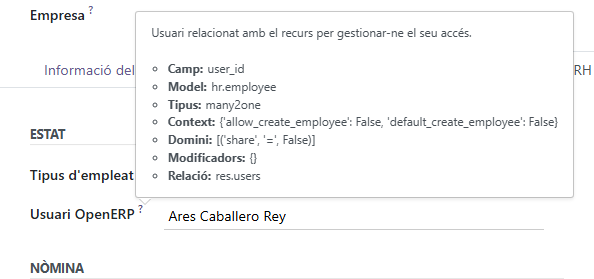 Empresa ?
Usuari relacionat amb el recurs per gestionar-ne el seu accés.
Informació del
RH
Camp: user_id
Model: hr.employee
Tipus: many2one
Context: {'allow_create_employee': False, 'default_create_employee': False}
Domini: [('share', '=', False)]
Modificadors: {}
Relació: res.users
ESTAT
Tipus d'empleat
Usuari OpenERP ?
Ares Caballero Rey
NÒMINA